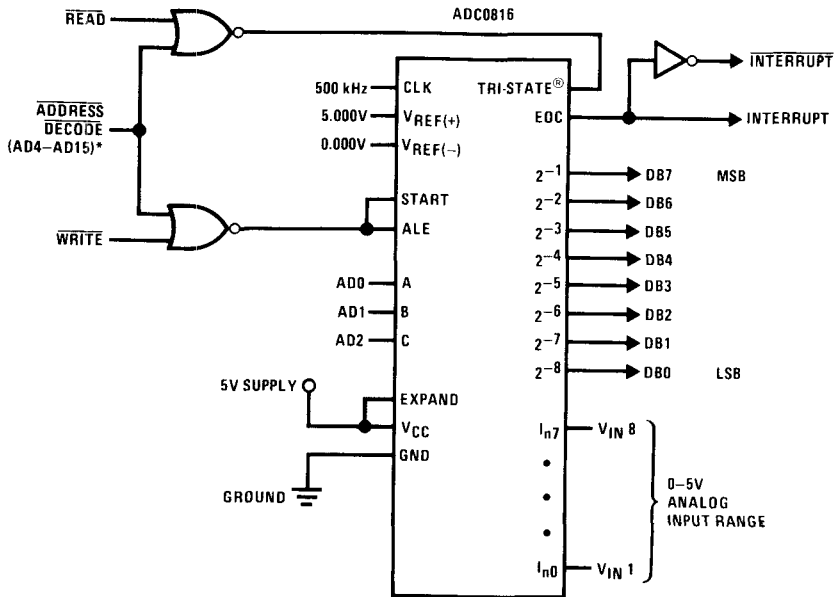 ADC0816
READ
ADDRESS
DECODE
(AD4–AD15)*
WRITE
500 kHz
5.000V
0.000V
CLK
VREF(+)
VREF(−)
START
ALE
AD0
AD1
AD2
A
B
C
5V SUPPLY
EXPAND
VCC
GND
GROUND
TRI-STATE®
EOC
INTERRUPT
INTERRUPT
2−1 DB7 MSB
2−2 DB6
2−3 DB5
2−4 DB4
2−5 DB3
2−6 DB2
2−7 DB1
2−8 DB0 LSB
In7 VIN 8
In0 VIN 1
0–5V
ANALOG
INPUT RANGE